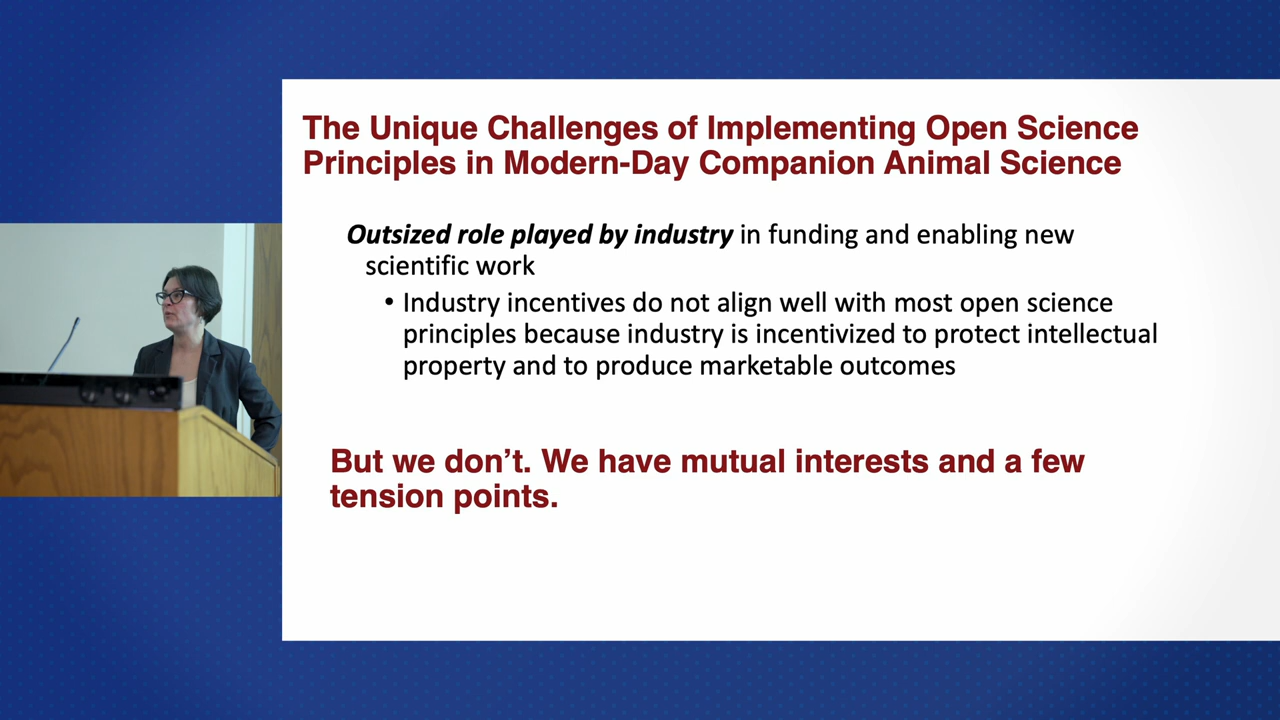 The Unique Challenges of Implementing Open Science
Principles in Modern-Day Companion Animal Science
Outsized role played by industry in funding and enabling new
scientific work
• Industry incentives do not align well with most open science
principles because industry is incentivized to protect intellectual
property and to produce marketable outcomes
But we don’t. We have mutual interests and a few
tension points.